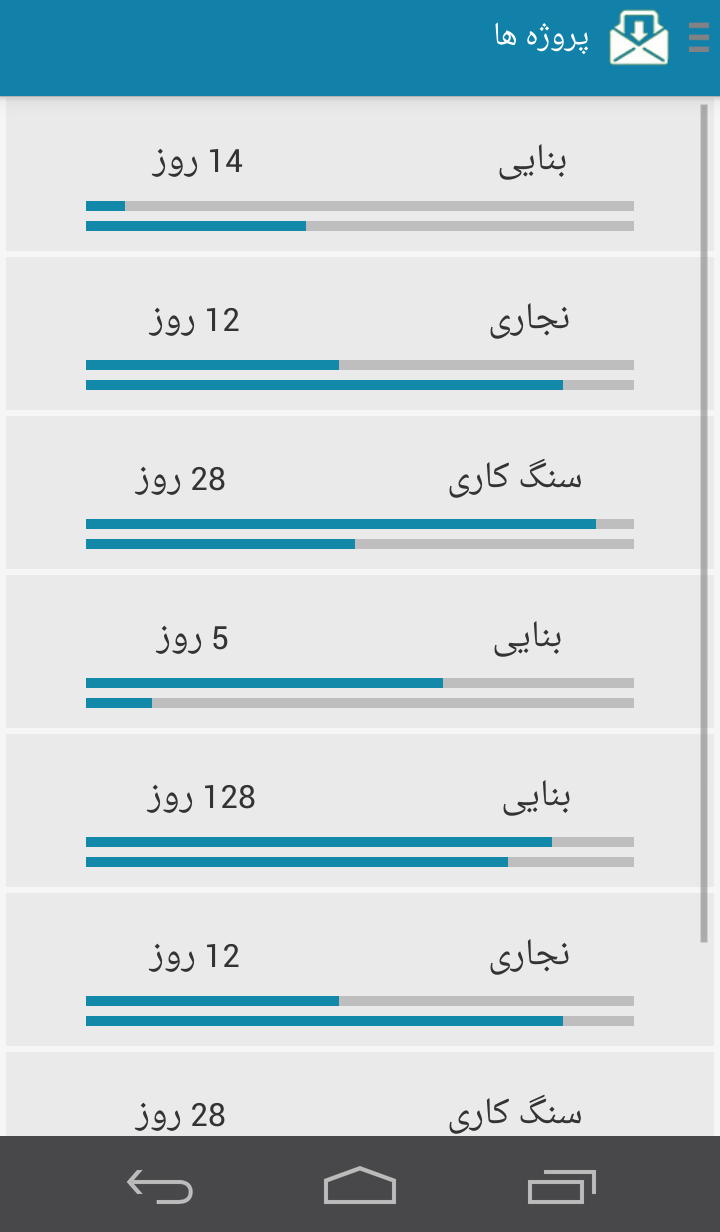 پروژه ها
بنایی 14 روز
نجاری 12 روز
سنگ کاری 28 روز
بنایی 5 روز
بنایی 128 روز
نجاری 12 روز
سنگ کاری 28 روز